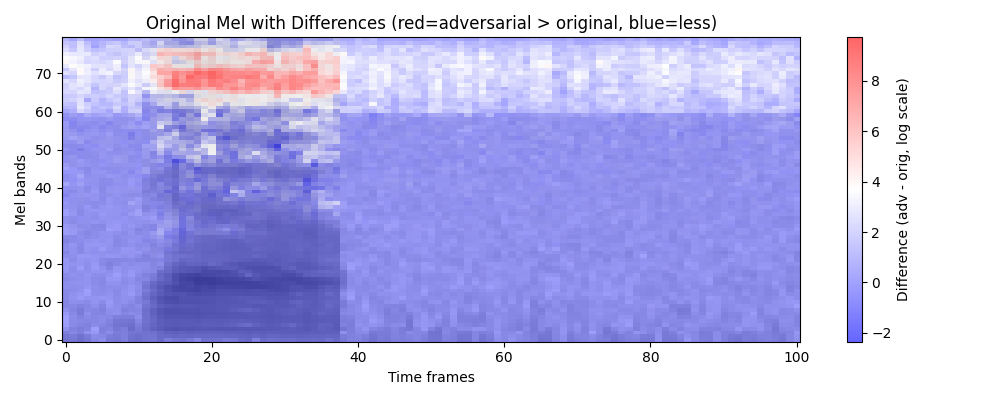 Original Mel with Differences (red=adversarial > original, blue=less)
Mel bands
70
60
50
40
30
20
10
0
0 20 40 60 80 100
Time frames
8
6
4
2
0
−2
Difference (adv - orig, log scale)